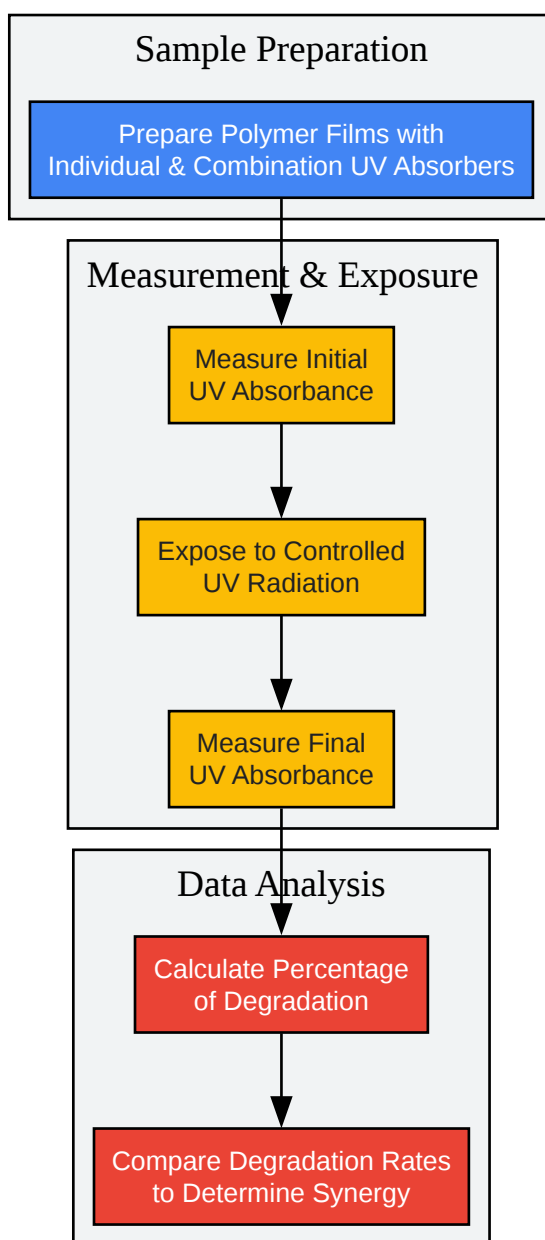 Sample Preparation
Prepare Polymer Films with
Individual & Combination UV Absorbers
Measurement & Exposure
Measure Initial
UV Absorbance
Expose to Controlled
UV Radiation
Measure Final
UV Absorbance
Data Analysis
Calculate Percentage
of Degradation
Compare Degradation Rates
to Determine Synergy